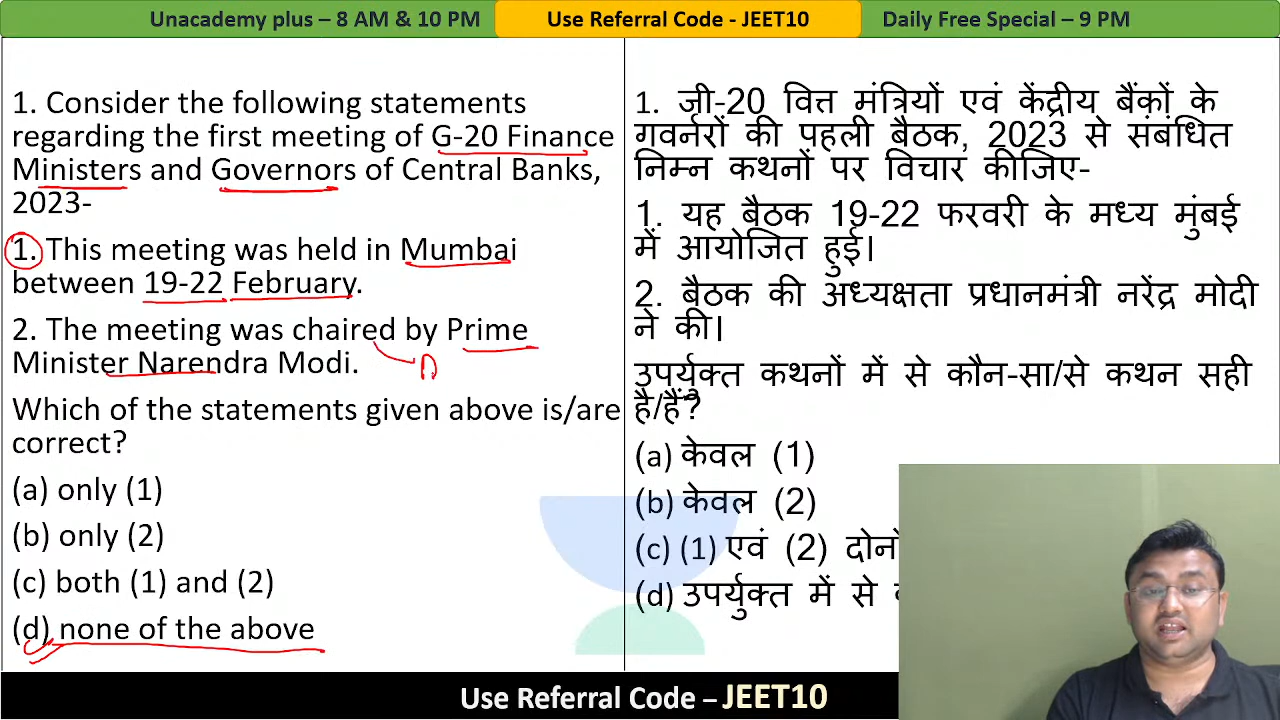 Unacademy plus – 8 AM & 10 PM
Use Referral Code - JEET10
Daily Free Special – 9 PM
1. Consider the following statements
regarding the first meeting of G-20 Finance
Ministers and Governors of Central Banks,
2023-
1. This meeting was held in Mumbai
between 19-22 February.
2. The meeting was chaired by Prime
Minister Narendra Modi.
Which of the statements given above is/are
correct?
(a) only (1)
(b) only (2)
(c) both (1) and (2)
(d) none of the above
1. जी-20 वित्त मंत्रियों एवं केंद्रीय बैंकों के
गवर्नरों की पहली बैठक, 2023 से संबंधित
निम्न कथनों पर विचार कीजिए-
1. यह बैठक 19-22 फरवरी के मध्य मुंबई
में आयोजित हुई।
2. बैठक की अध्यक्षता प्रधानमंत्री नरेंद्र मोदी
ने की।
उपर्युक्त कथनों में से कौन-सा/से कथन सही
है/हैं?
(a) केवल (1)
(b) केवल (2)
(c) (1) एवं (2) दोनों
(d) उपर्युक्त में से
Use Referral Code – JEET10